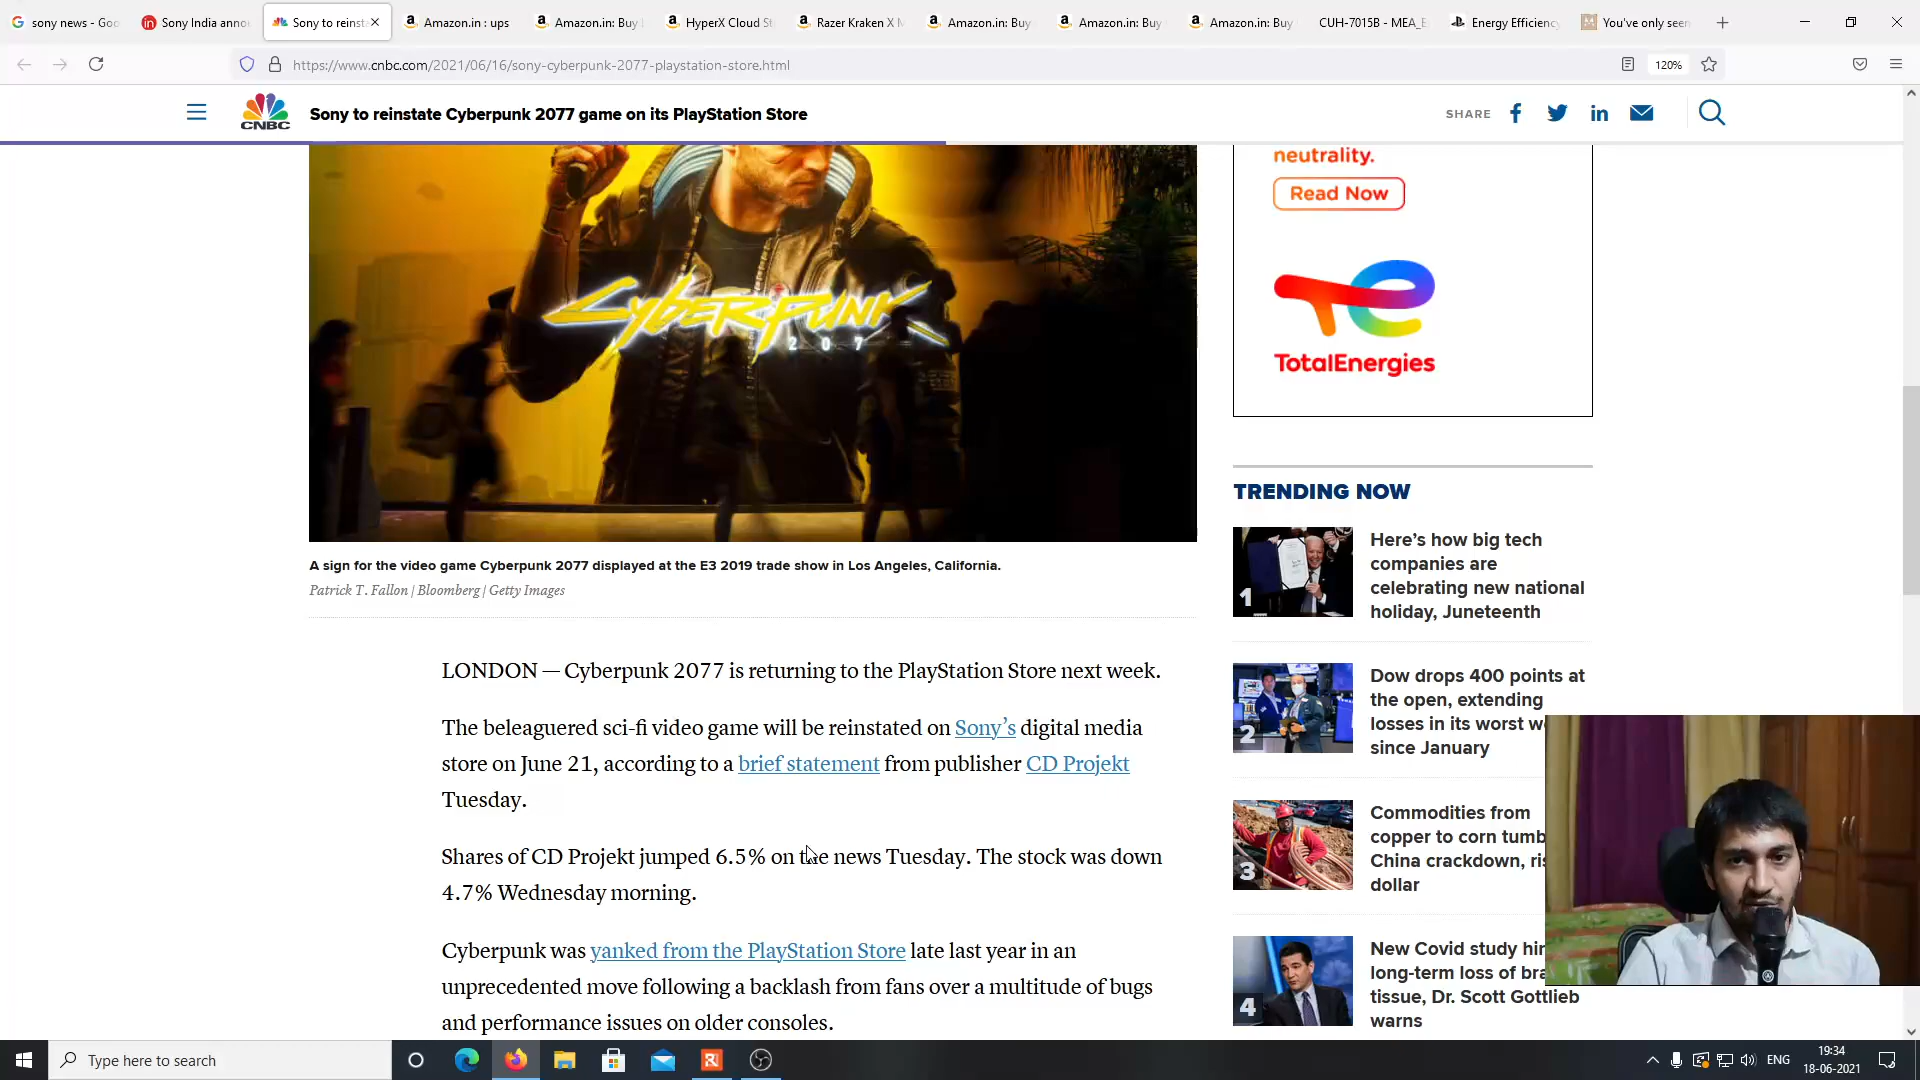 sony news - Goo
Sony India anno
Sony to reinst
Amazon.in : ups
Amazon.in: Buy
HyperX Cloud St
Razer Kraken X M
Amazon.in: Buy
Amazon.in: Buy
Amazon.in: Buy
CUH-7015B - MEA_E
Energy Efficienc
You've only seen
https://www.cnbc.com/2021/06/16/sony-cyberpunk-2077-playstation-store.html
120%
CNBC
Sony to reinstate Cyberpunk 2077 game on its PlayStation Store
SHARE
neutrality.
Read Now
TotalEnergies
Cyberpunk
2 0 7
A sign for the video game Cyberpunk 2077 displayed at the E3 2019 trade show in Los Angeles, California.
Patrick T. Fallon | Bloomberg | Getty Images
LONDON — Cyberpunk 2077 is returning to the PlayStation Store next week.
The beleaguered sci-fi video game will be reinstated on Sony's digital media
store on June 21, according to a brief statement from publisher CD Projekt
Tuesday.
Shares of CD Projekt jumped 6.5% on the news Tuesday. The stock was down
4.7% Wednesday morning.
Cyberpunk was yanked from the PlayStation Store late last year in an
unprecedented move following a backlash from fans over a multitude of bugs
and performance issues on older consoles.
TRENDING NOW
1
Here's how big tech
companies are
celebrating new national
holiday, Juneteenth
2
Dow drops 400 points at
the open, extending
losses in its worst w
since January
3
Commodities from
copper to corn tumb
China crackdown, ri
dollar
4
New Covid study hin
long-term loss of bra
tissue, Dr. Scott Gottlieb
warns
Type here to search
ENG
19:34
18-06-2021